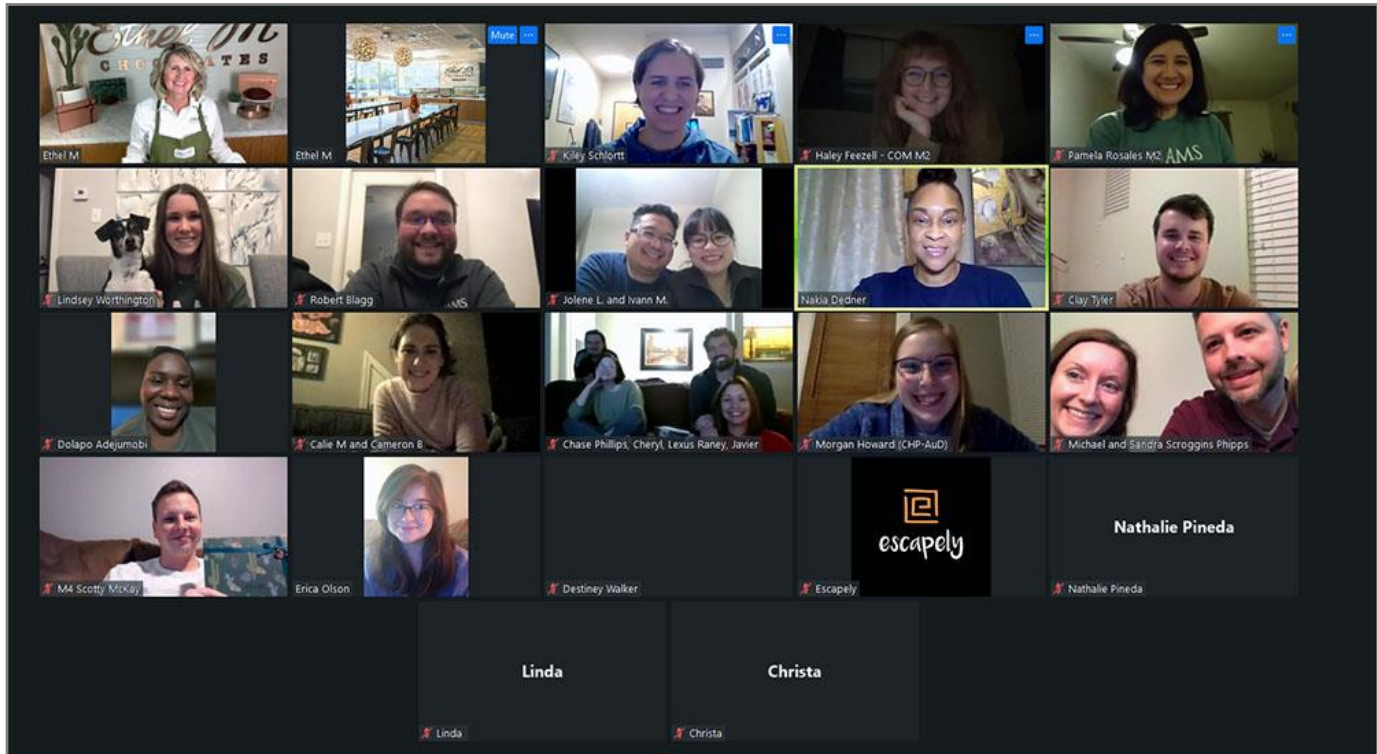 Ethel M
CHOCOLATES
Ethel M
Mute ...
Ethel M
...
Kiley Schlortt
...
Haley Feezell - COM M2
...
AMS
Pamela Rosales M2
Lindsey Worthington
AMS
Robert Blagg
Jolene L. and Ivann M.
Nakia Dedner
Clay Tyler
Dolapo Adejumobi
Calie M and Cameron B
Chase Phillips, Cheryl, Lexus Raney, Javier
Morgan Howard (CHP-AuD)
Michael and Sandra Scroggins Phipps
M4 Scotty McKay
Erica Olson
Destiney Walker
escapely
Escapely
Nathalie Pineda
Nathalie Pineda
Linda
Linda
Christa
Christa